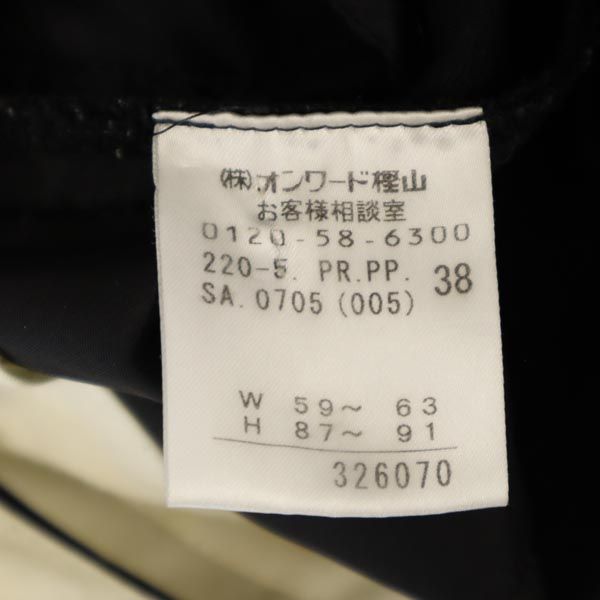 (株)オンワード樫山
お客様相談室
0120-58-6300
220-5. PR.PP. 38
SA.0705(005)
W 59〜 63
H 87〜 91
326070